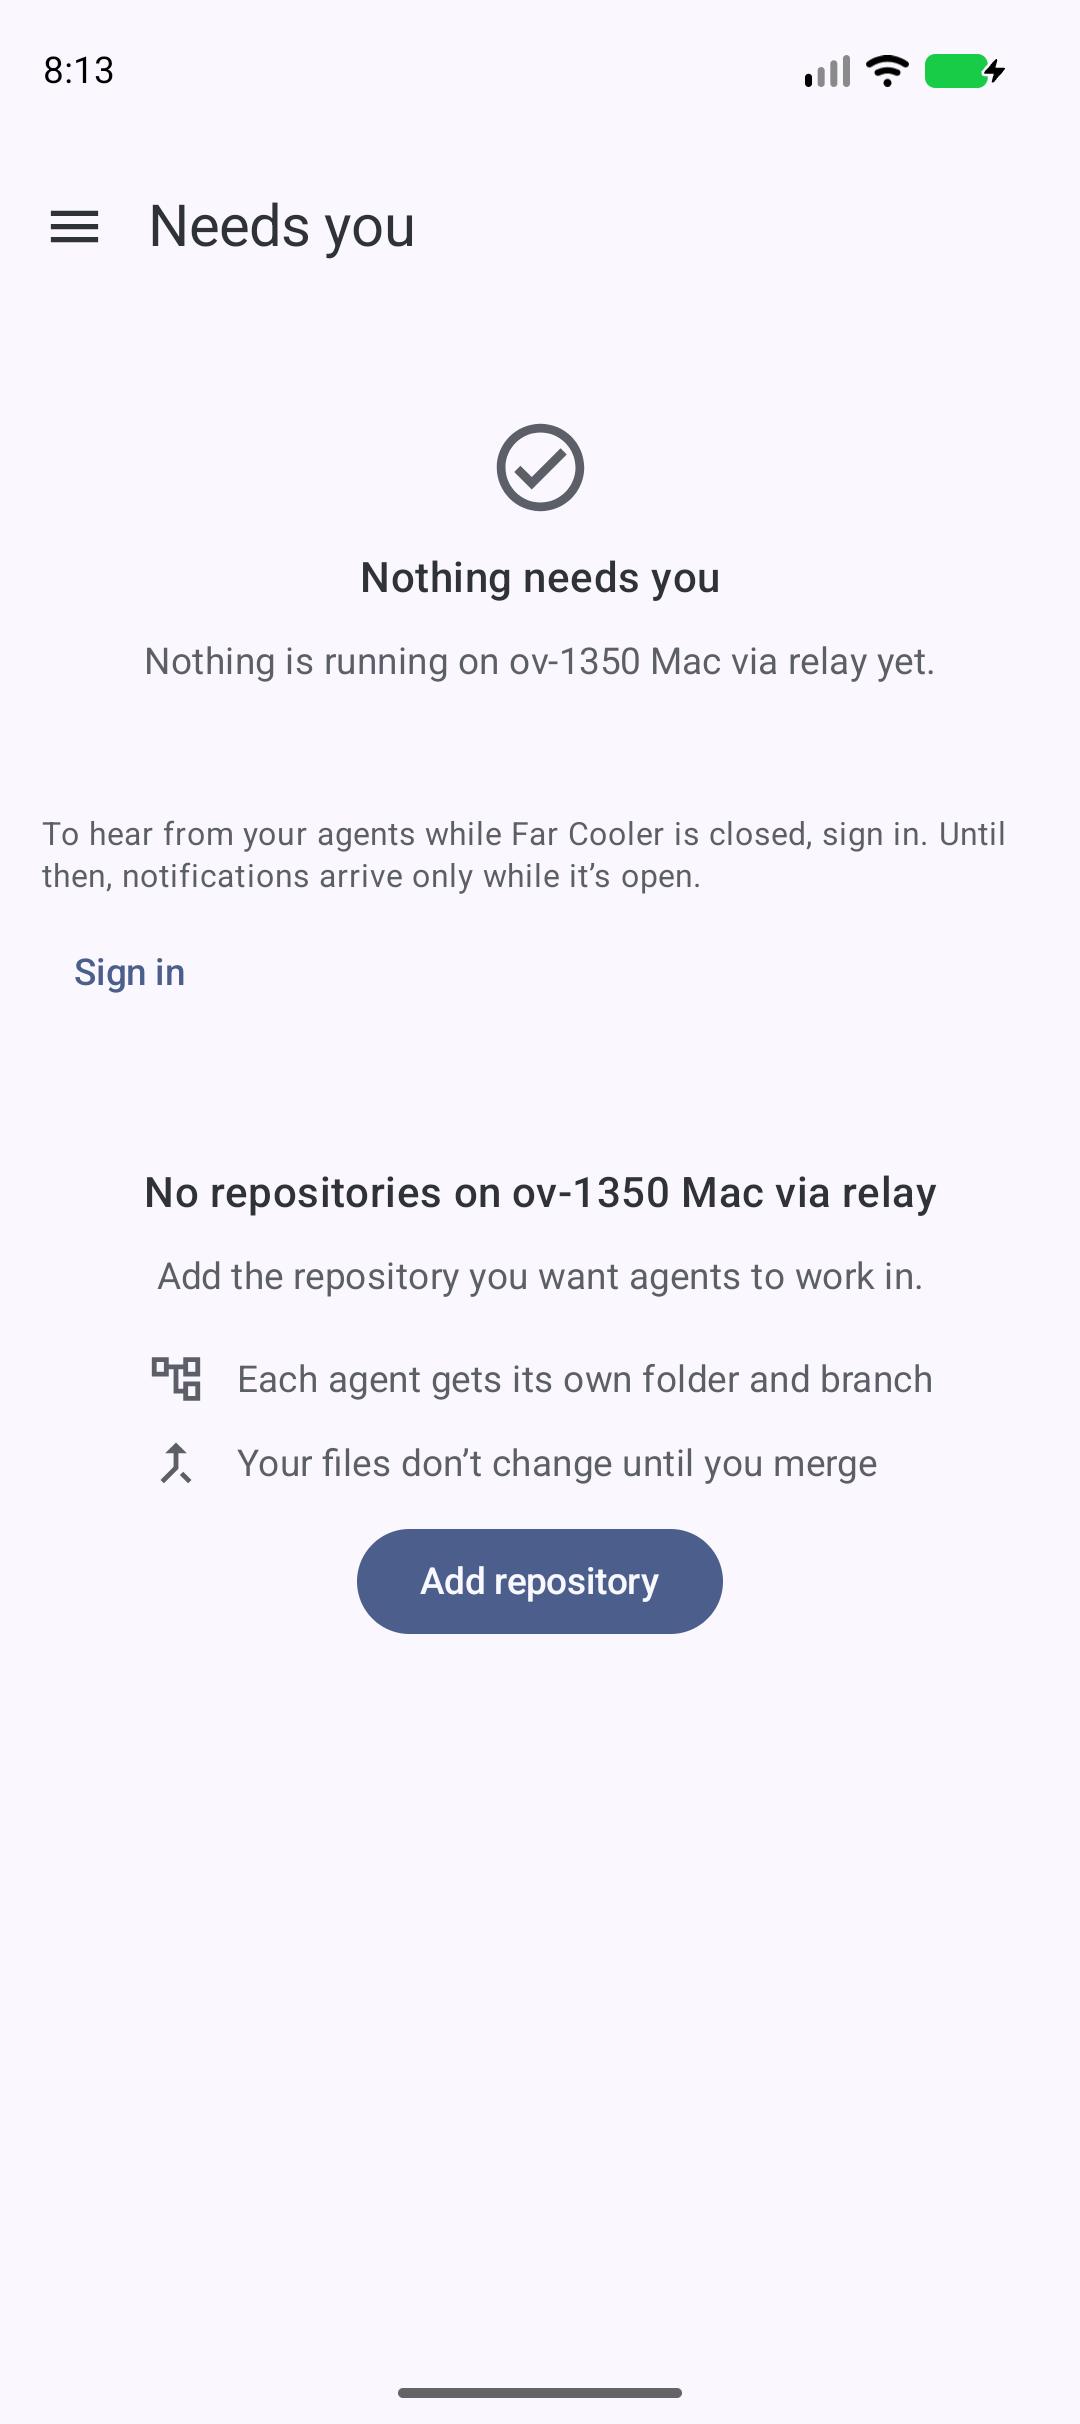 8:13
Needs you
Nothing needs you
Nothing is running on ov-1350 Mac via relay yet.
To hear from your agents while Far Cooler is closed, sign in. Until
then, notifications arrive only while it’s open.
Sign in
No repositories on ov-1350 Mac via relay
Add the repository you want agents to work in.
Each agent gets its own folder and branch
Your files don’t change until you merge
Add repository